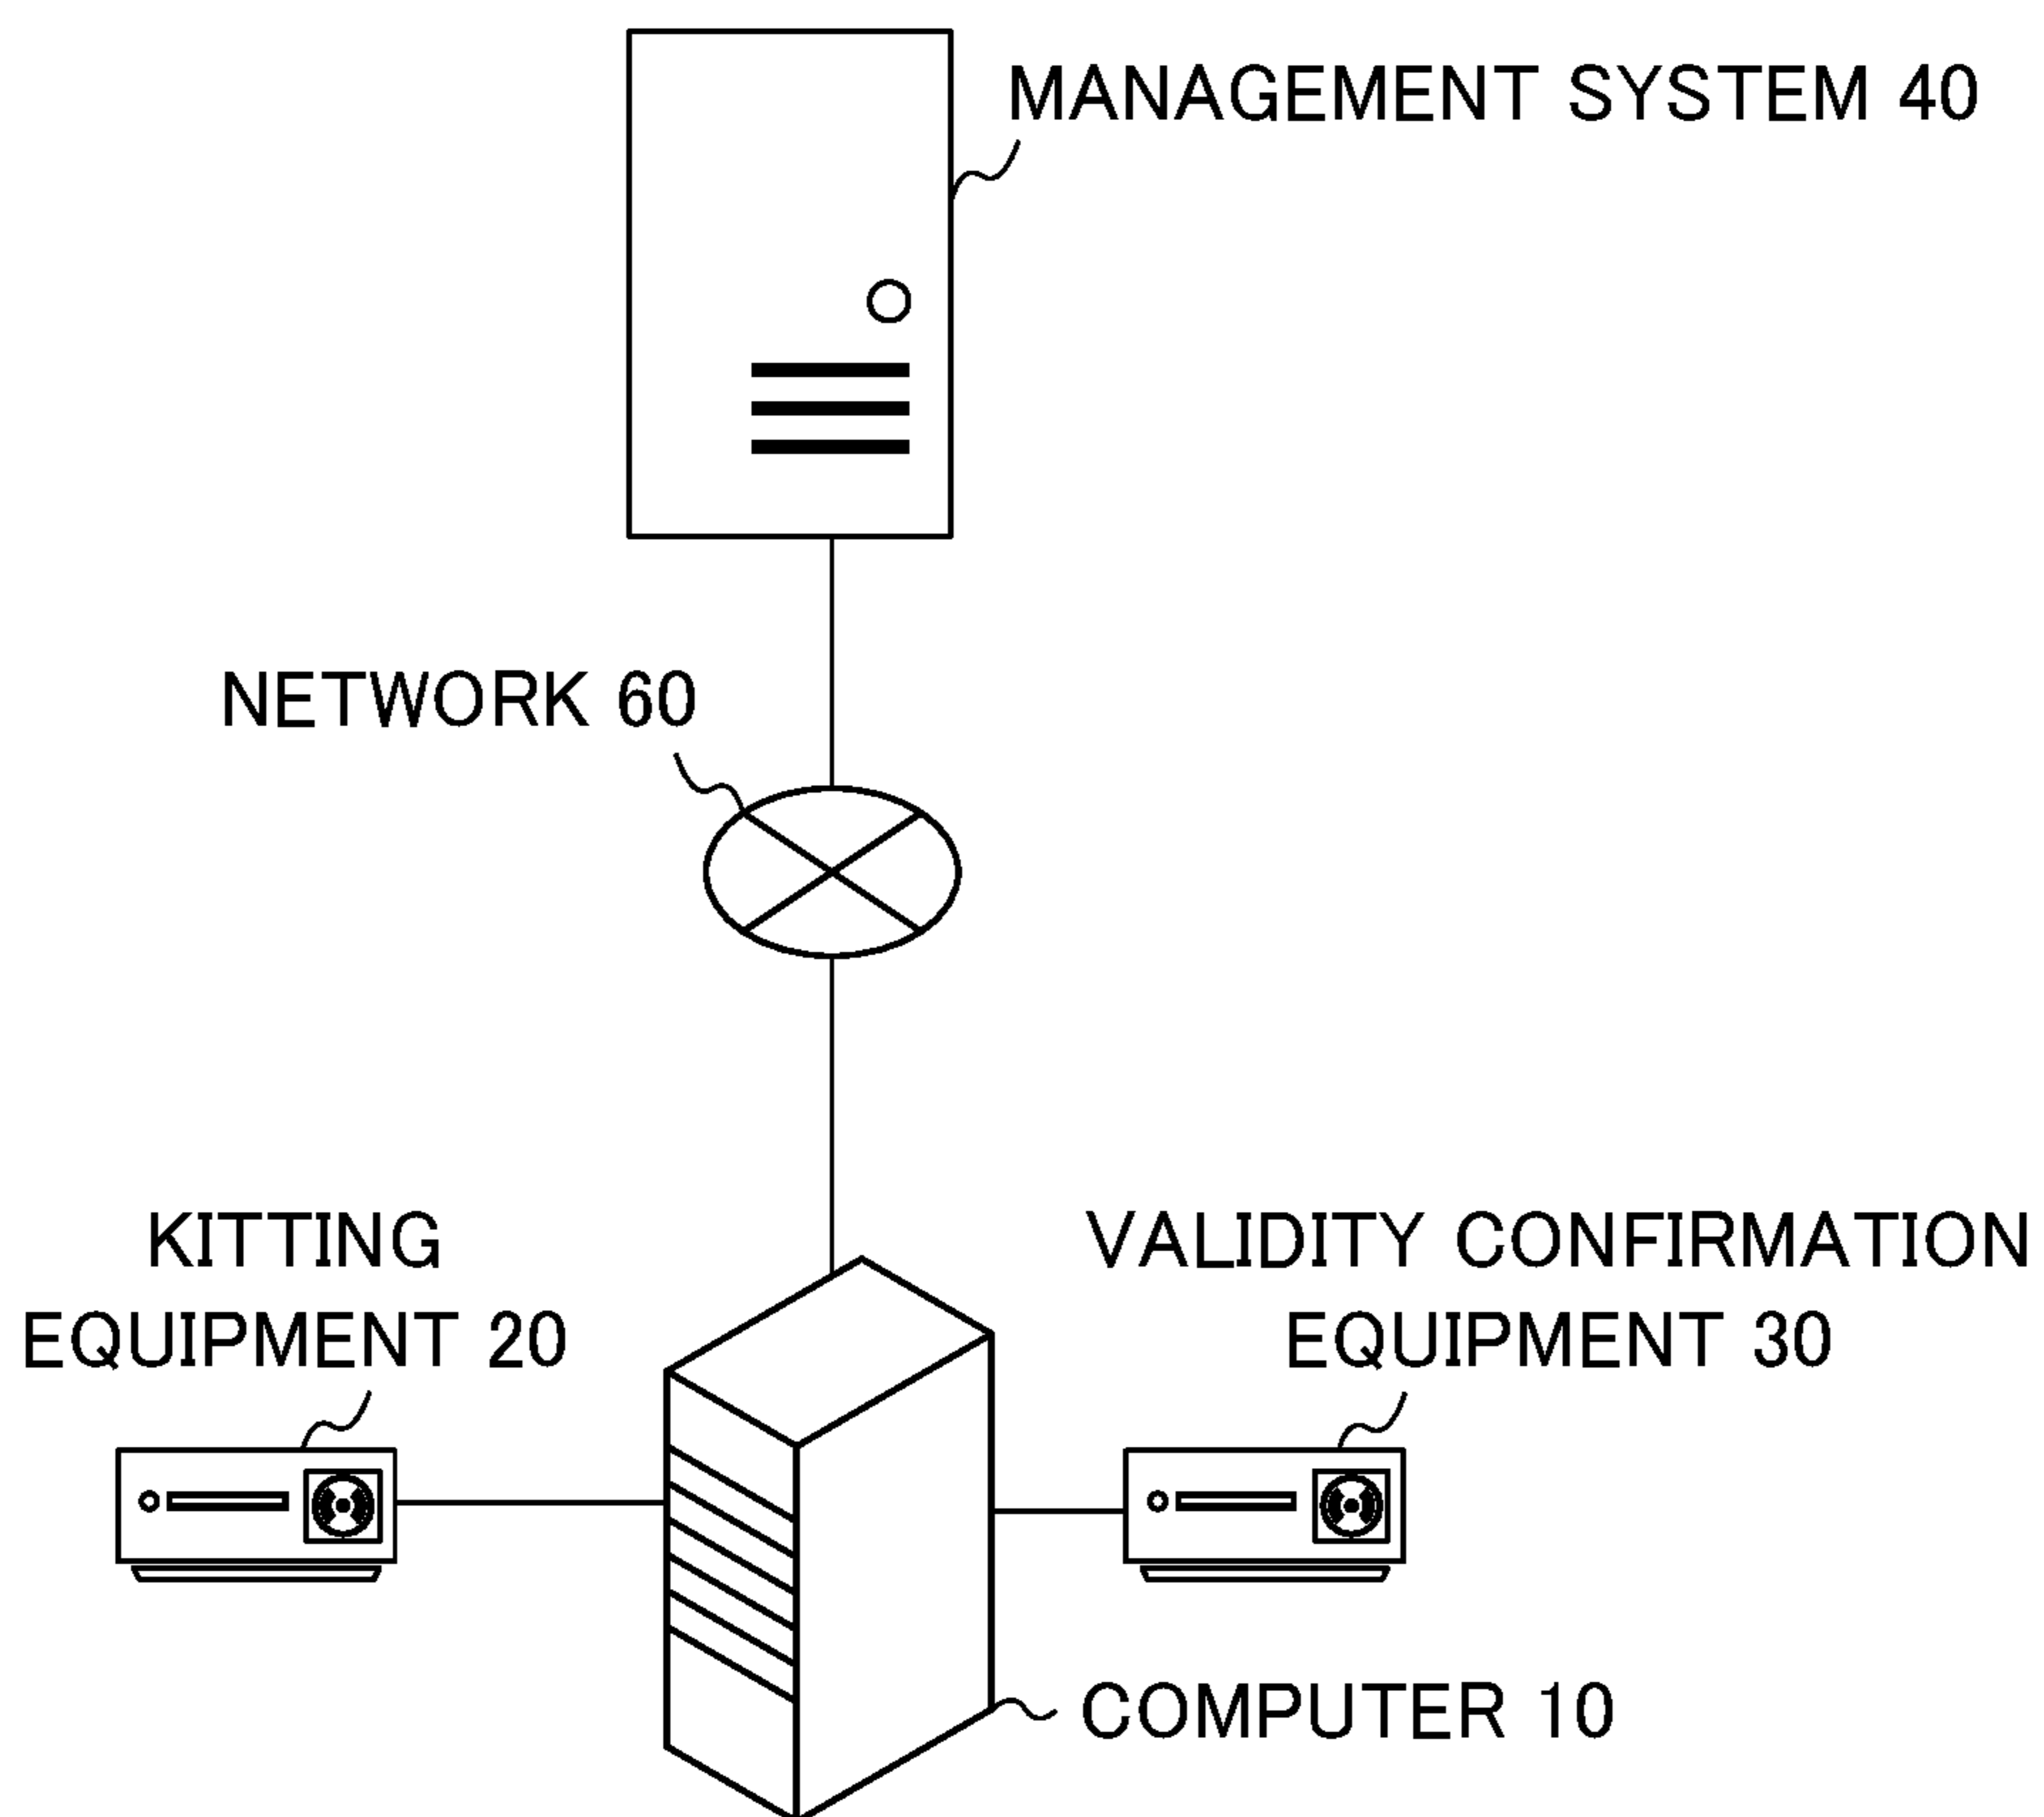 MANAGEMENT SYSTEM 40
NETWORK 60
KITTING
EQUIPMENT 20
VALIDITY CONFIRMATION
EQUIPMENT 30
COMPUTER 10